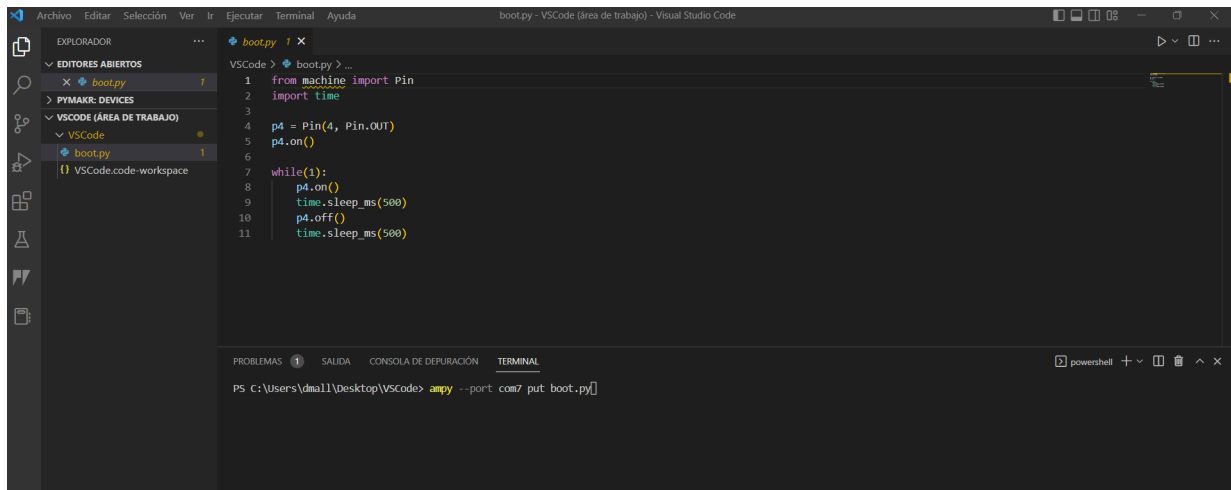 Archivo Editar Selección Ver Ir Ejecutar Terminal Ayuda boot.py - VSCode (área de trabajo) - Visual Studio Code
EXPLORADOR ...
EDITORES ABIERTOS
boot.py 1
PYMAKR: DEVICES
VSCODE (ÁREA DE TRABAJO)
VSCode
boot.py 1
{} VSCode.code-workspace
boot.py 1
VSCode > boot.py > ...
1 from machine import Pin
2 import time
3
4 p4 = Pin(4, Pin.OUT)
5 p4.on()
6
7 while(1):
8 p4.on()
9 time.sleep_ms(500)
10 p4.off()
11 time.sleep_ms(500)
PROBLEMAS 1 SALIDA CONSOLA DE DEPURACIÓN TERMINAL powershell
PS C:\Users\dmall\Desktop\VSCode> ampy --port com7 put boot.py